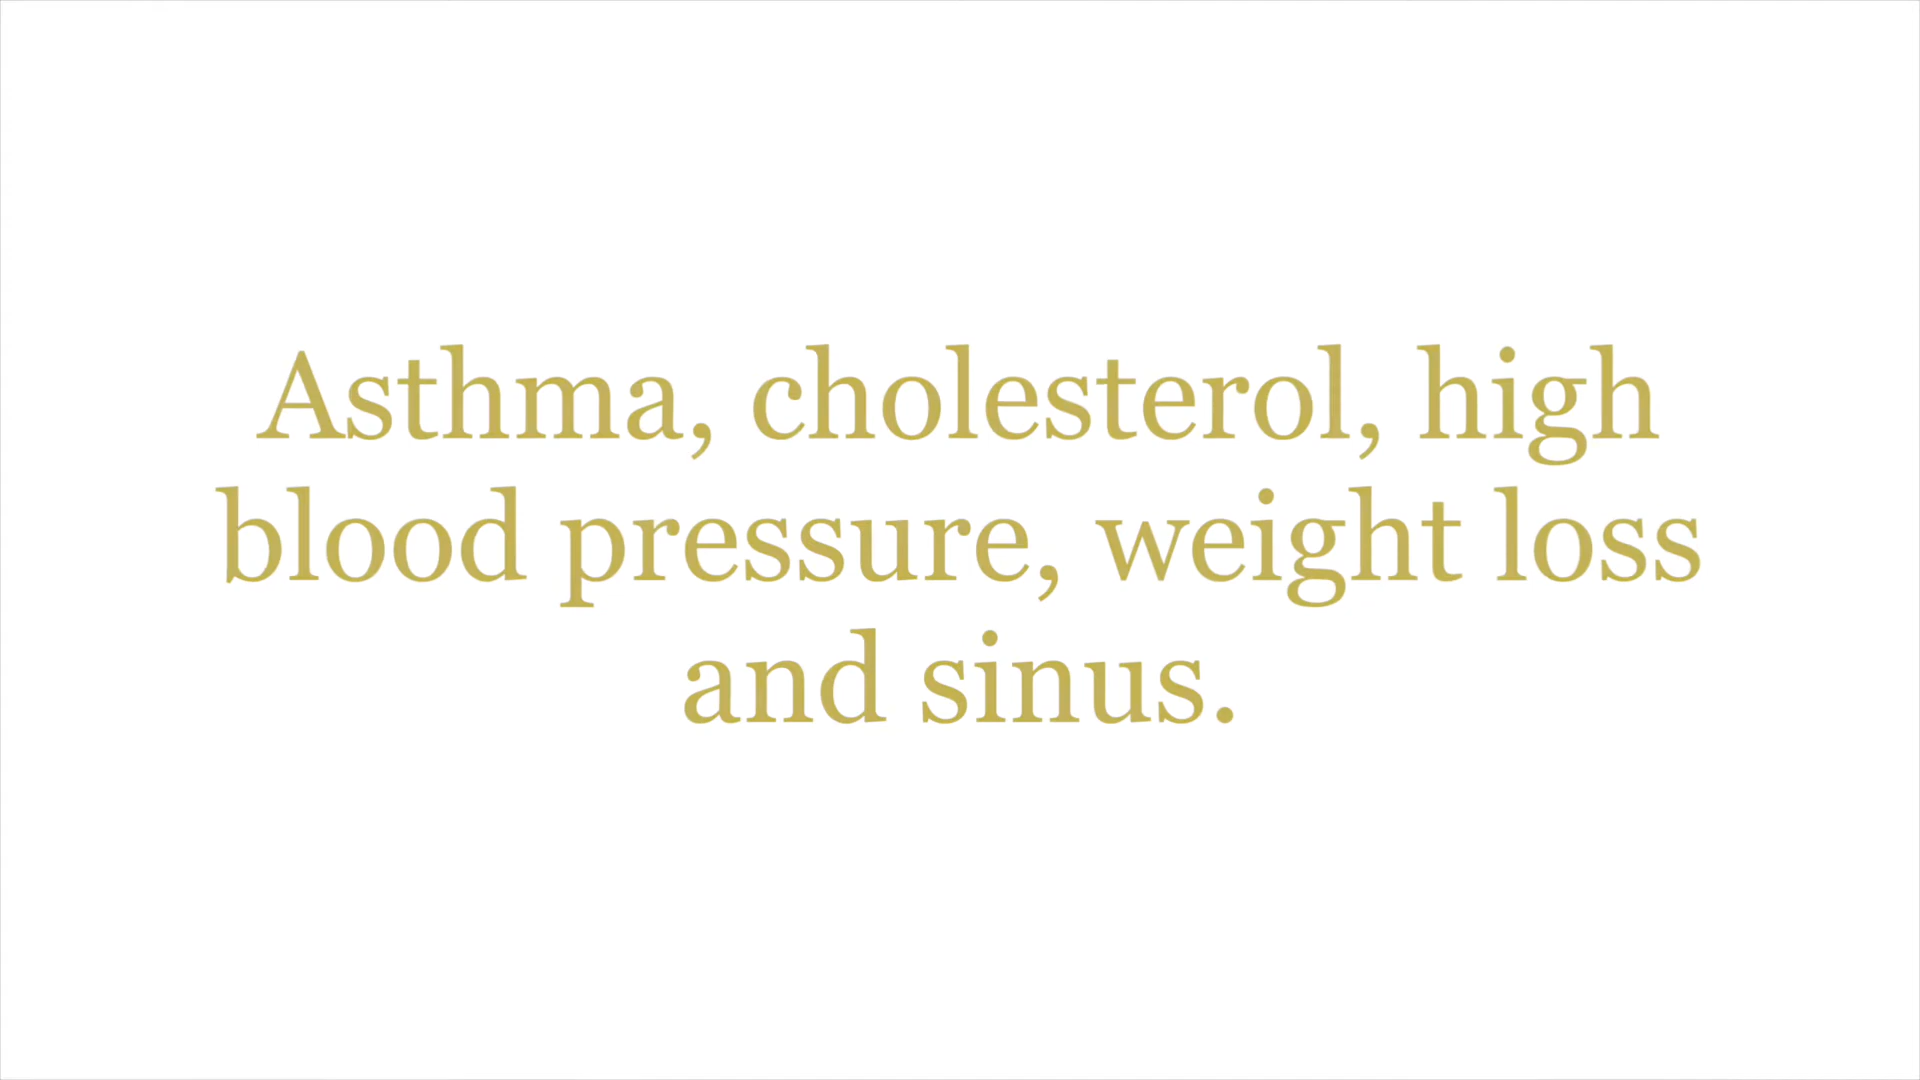 Asthma, cholesterol, high
blood pressure, weight loss
and sinus.